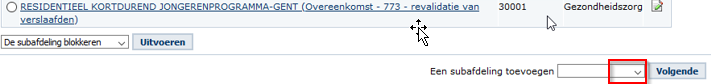 RESIDENTIEEL KORTDUREND JONGERENPROGRAMMA-GENT (Overeenkomst - 773 - revalidatie van 30001 Gezondheidszorg
verslaafden)
De subafdeling blokkeren Uitvoeren
Een subafdeling toevoegen Volgende